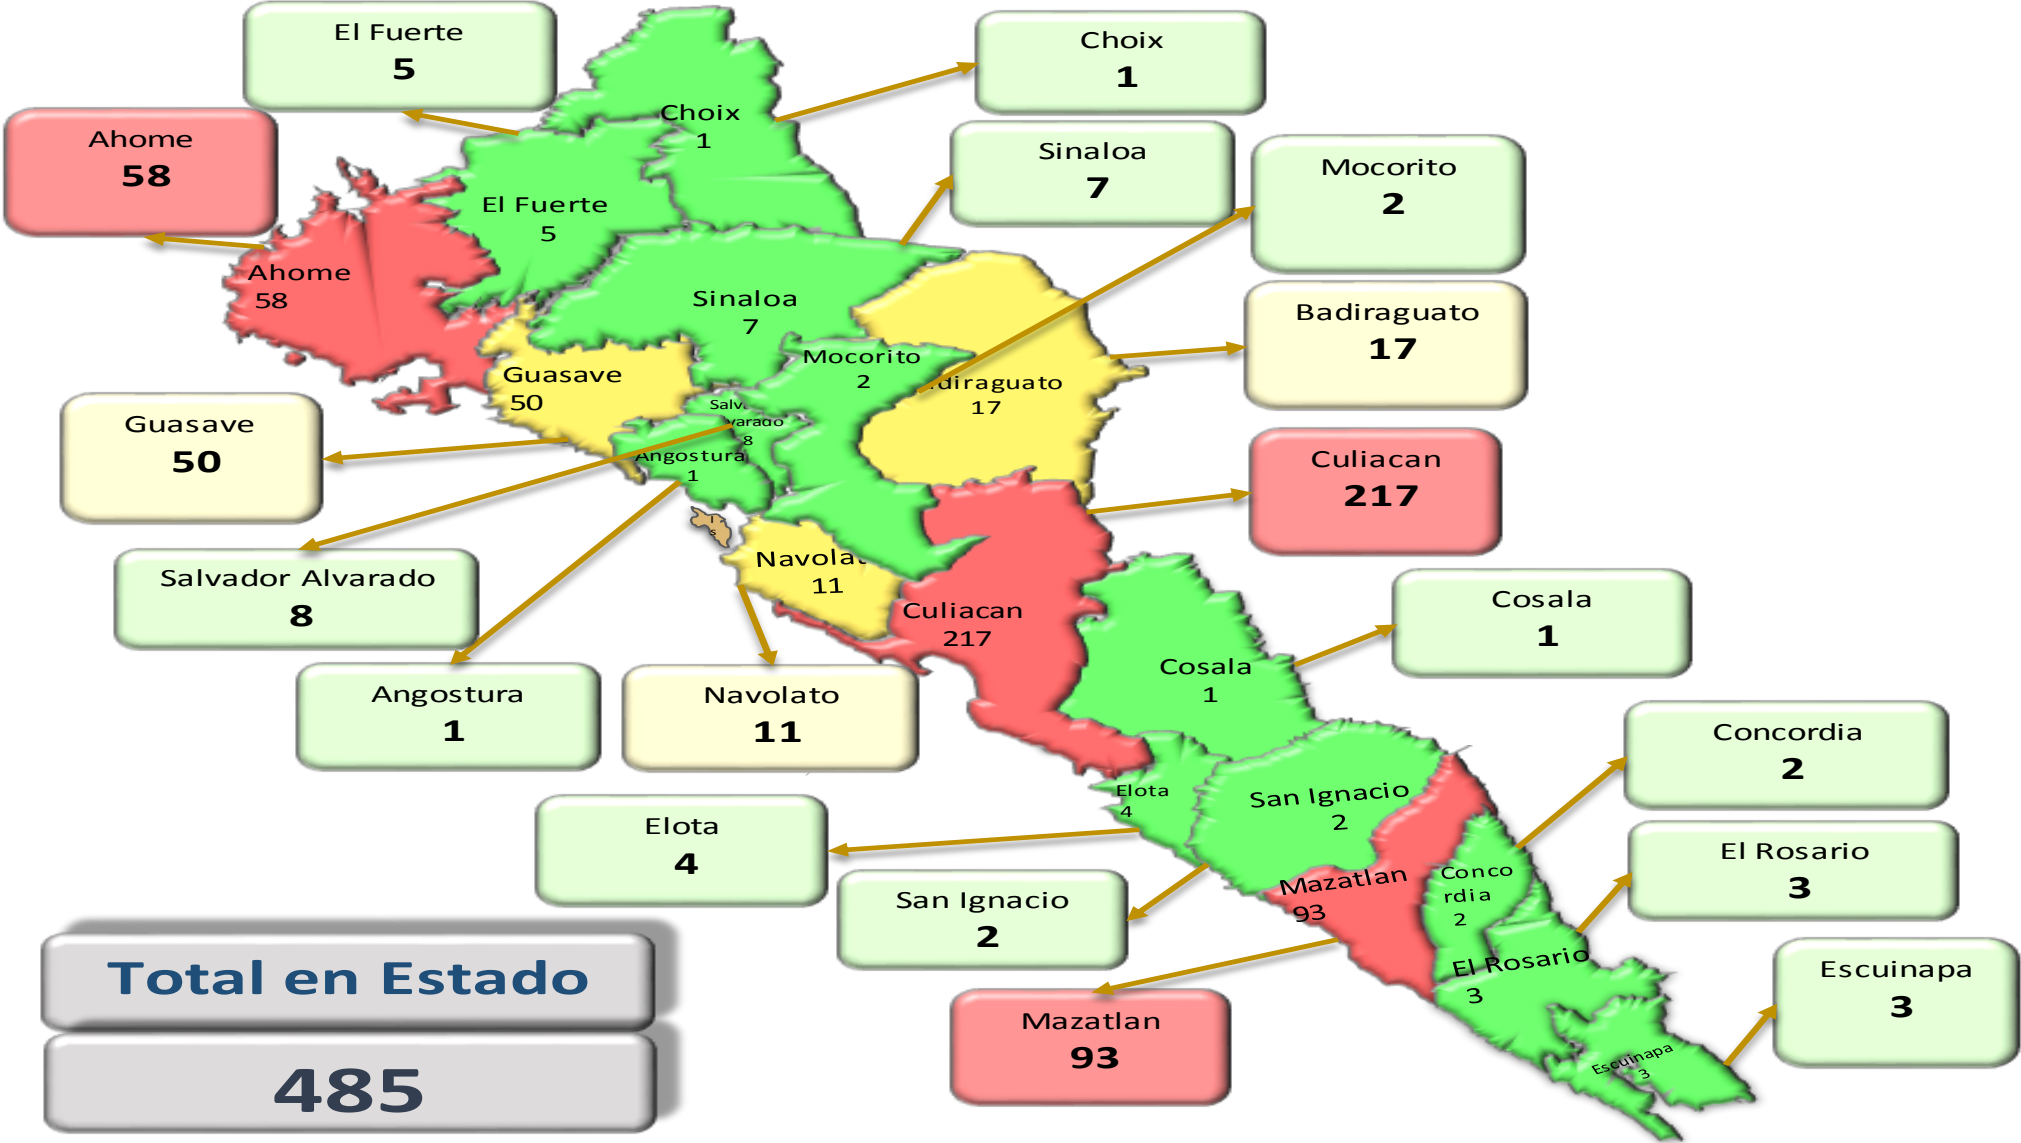 El Fuerte
5
Choix
1
Ahome
58
Choix
1
Sinaloa
7
Mocorito
2
El Fuerte
5
Ahome
58
Sinaloa
7
Badiraguato
17
Mocorito
2
diraguato
17
Guasave
50
Guasave
50
Salv
varado
8
Angostura
1
Culiacan
217
Navolat
11
Salvador Alvarado
8
Culiacan
217
Cosala
1
Cosala
1
Angostura
1
Navolato
11
Concordia
2
Elota
4
San Ignacio
2
Elota
4
El Rosario
3
Mazatlan
93
Conco
rdia
2
San Ignacio
2
El Rosario
3
Escuinapa
3
Total en Estado
485
Mazatlan
93
Escuinapa
3